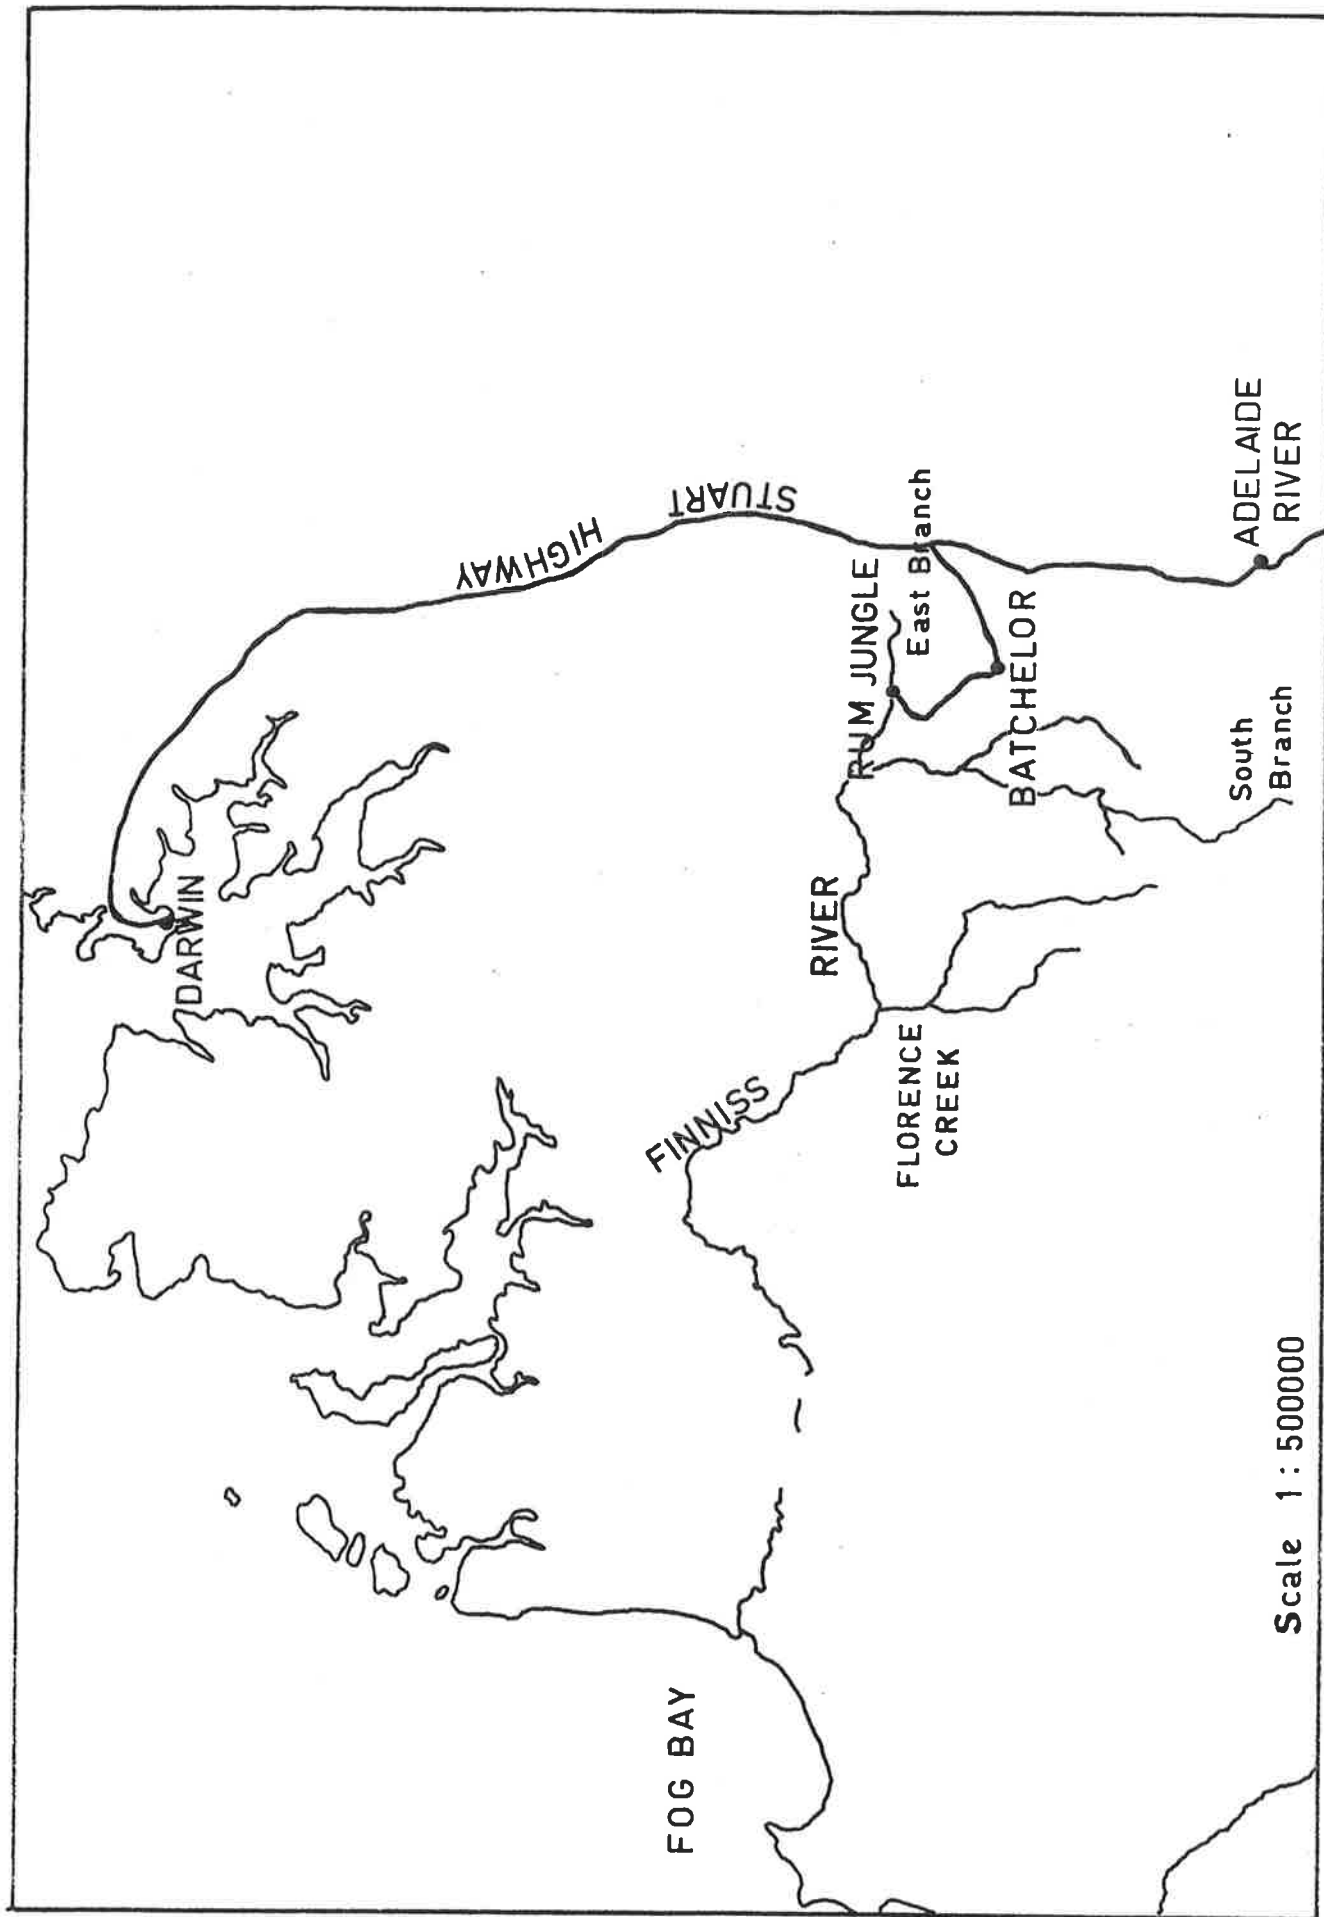 DARWIN
HIGHWAY
STUART
FOG BAY
FINNISS
RIVER
RUM JUNGLE
East Branch
FLORENCE
CREEK
BATCHELOR
South
Branch
ADELAIDE
RIVER
Scale 1 : 500000